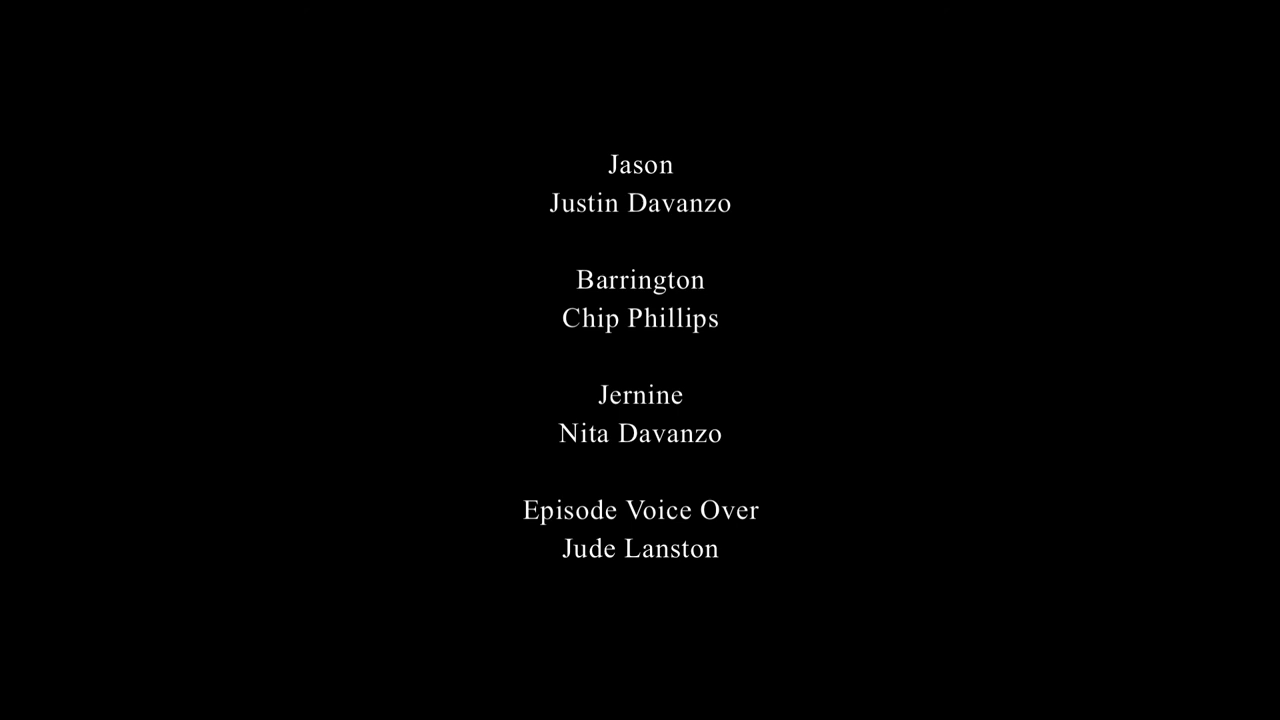 Jason
Justin Davanzo
Barrington
Chip Phillips
Jernine
Nita Davanzo
Episode Voice Over
Jude Lanston